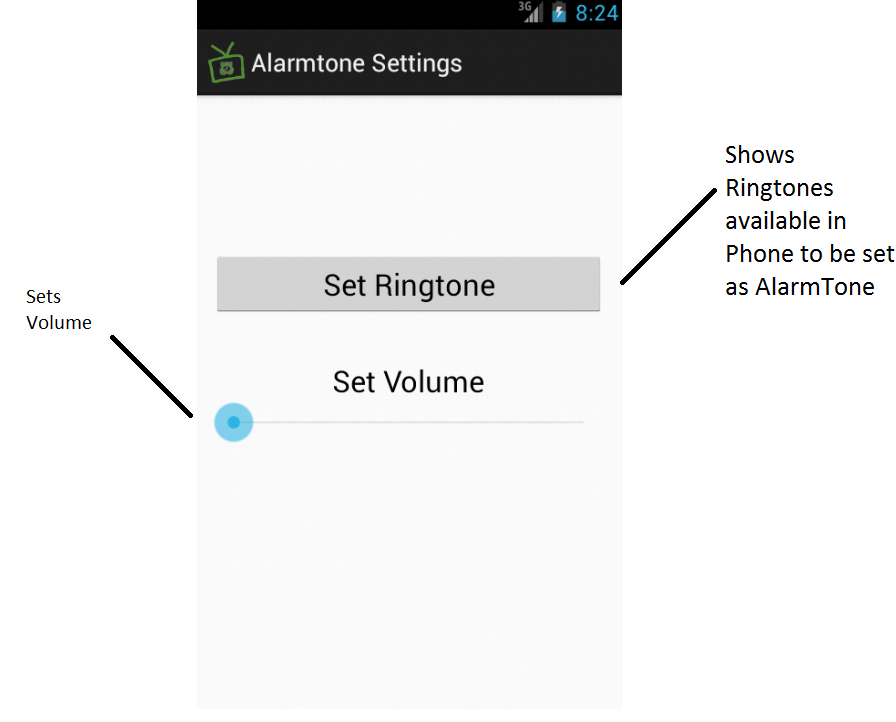 3G 8:24
Alarmtone Settings
Shows
Ringtones
available in
Phone to be set
as AlarmTone
Set Ringtone
Sets
Volume
Set Volume